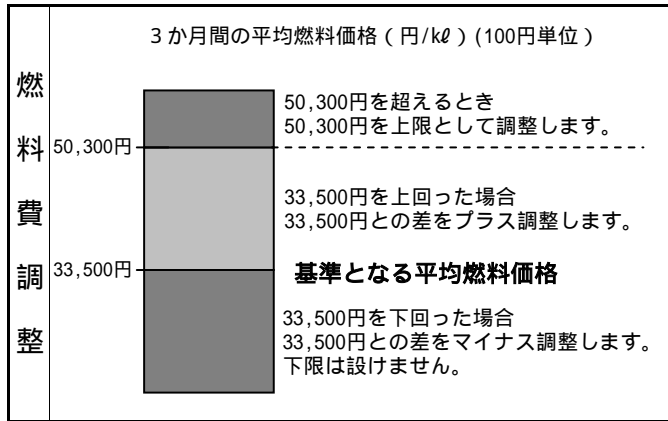 燃料費調整
3か月間の平均燃料価格(円/kℓ)(100円単位)
50,300円を超えるとき
50,300円を上限として調整します。
50,300円
33,500円を上回った場合
33,500円との差をプラス調整します。
33,500円
基準となる平均燃料価格
33,500円を下回った場合
33,500円との差をマイナス調整します。
下限は設けません。